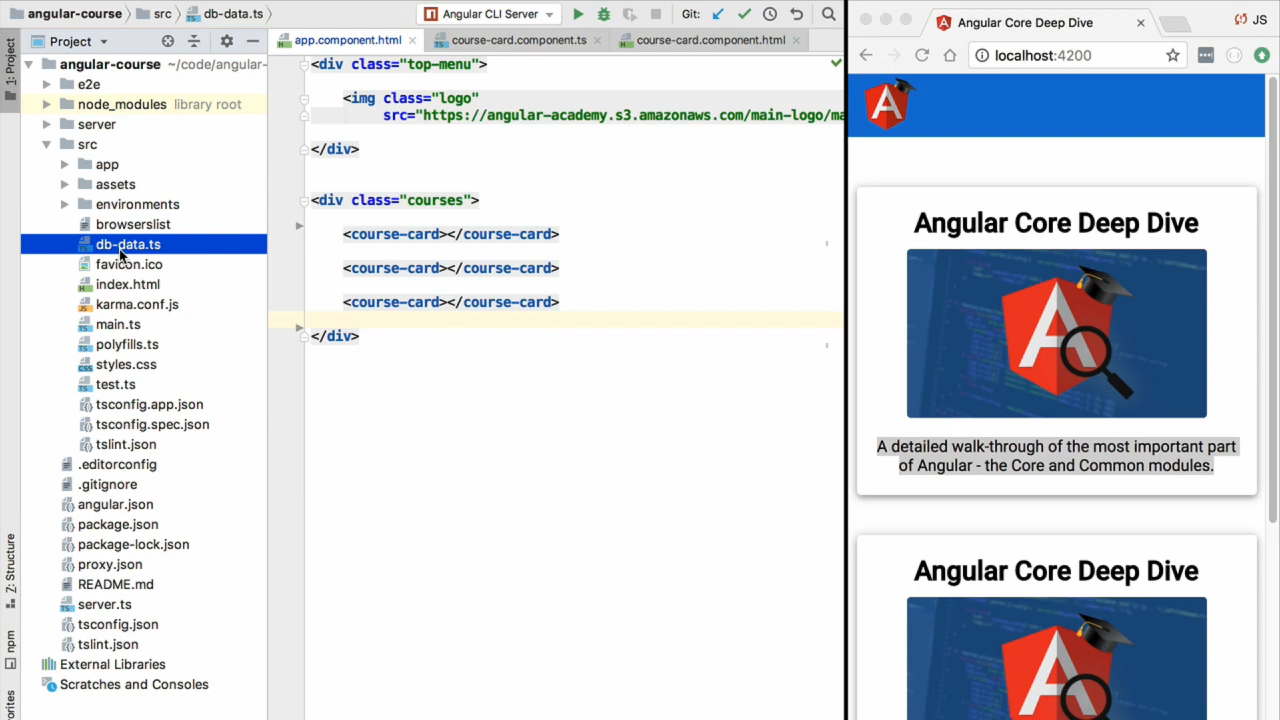 angular-course
src
db-data.ts
Angular CLI Server
Git:
Project
app.component.html
course-card.component.ts
course-card.component.html
1: Project
Z: Structure
npm
angular-course ~/code/angular-
e2e
node_modules library root
server
src
app
assets
environments
browserslist
db-data.ts
favicon.ico
index.html
karma.conf.js
main.ts
polyfills.ts
styles.css
test.ts
tsconfig.app.json
tsconfig.spec.json
tslint.json
.editorconfig
.gitignore
angular.json
package.json
package-lock.json
proxy.json
README.md
server.ts
tsconfig.json
tslint.json
External Libraries
Scratches and Consoles
<div class="top-menu">
<img class="logo"
src="https://angular-academy.s3.amazonaws.com/main-logo/ma
</div>
<div class="courses">
<course-card></course-card>
<course-card></course-card>
<course-card></course-card>
</div>
Angular Core Deep Dive
JS
localhost:4200
Angular Core Deep Dive
A detailed walk-through of the most important part
of Angular - the Core and Common modules.
Angular Core Deep Dive